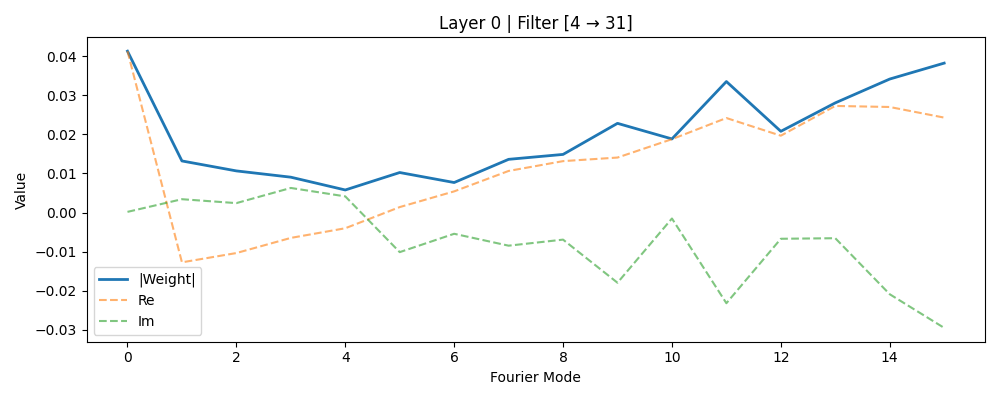 Layer 0 | Filter [4 → 31]
Value
0.04
0.03
0.02
0.01
0.00
−0.01
−0.02
−0.03
|Weight|
Re
Im
0 2 4 6 8 10 12 14
Fourier Mode